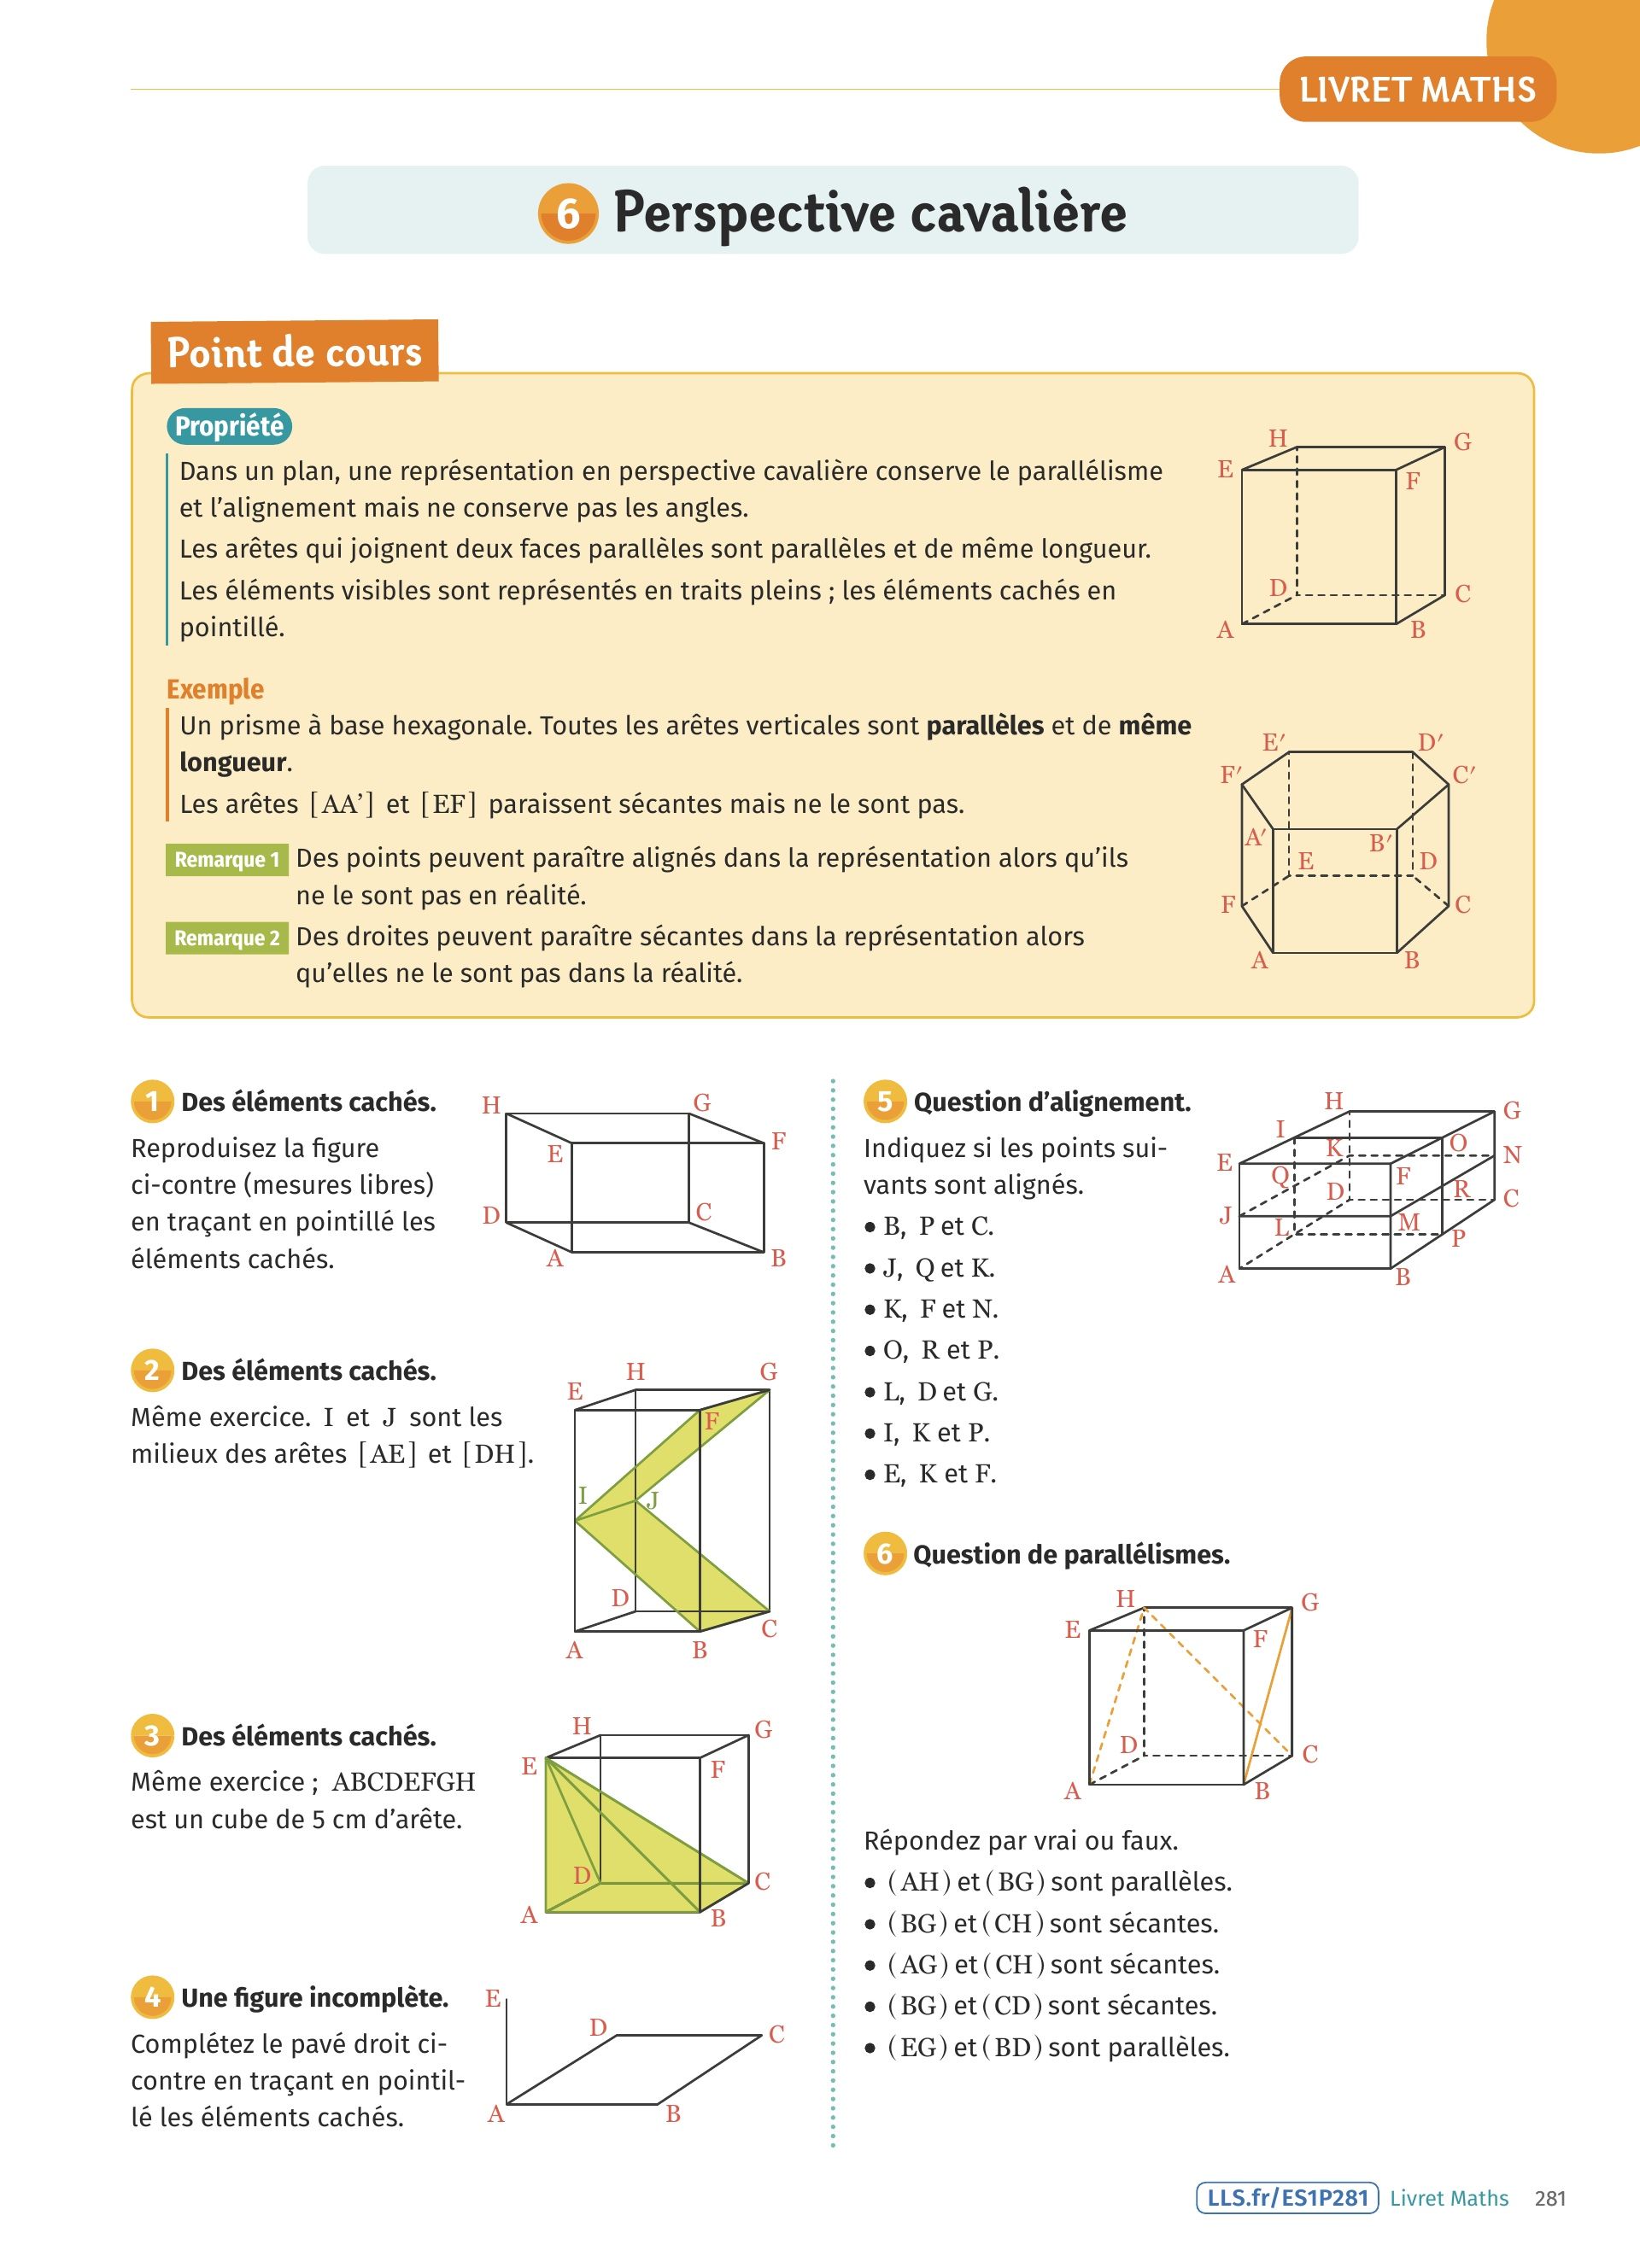 LIVRET MATHS
6 Perspective cavalière
Point de cours
Propriété
Dans un plan, une représentation en perspective cavalière conserve le parallélisme
et l’alignement mais ne conserve pas les angles.
Les arêtes qui joignent deux faces parallèles sont parallèles et de même longueur.
Les éléments visibles sont représentés en traits pleins ; les éléments cachés en
pointillé.
H
G
E
F
D
C
A
B
Exemple
Un prisme à base hexagonale. Toutes les arêtes verticales sont parallèles et de même
longueur.
Les arêtes [AA’] et [EF] paraissent sécantes mais ne le sont pas.
Remarque 1 Des points peuvent paraître alignés dans la représentation alors qu’ils
ne le sont pas en réalité.
Remarque 2 Des droites peuvent paraître sécantes dans la représentation alors
qu’elles ne le sont pas dans la réalité.
E′
D′
F′
C′
A′
B′
E
D
F
C
A
B
1 Des éléments cachés.
Reproduisez la figure
ci-contre (mesures libres)
en traçant en pointillé les
éléments cachés.
H
G
E
F
D
C
A
B
2 Des éléments cachés.
Même exercice. I et J sont les
milieux des arêtes [AE] et [DH].
H
G
E
F
I
J
D
C
A
B
3 Des éléments cachés.
Même exercice ; ABCDEFGH
est un cube de 5 cm d’arête.
H
G
E
F
D
C
A
B
4 Une figure incomplète.
Complétez le pavé droit ci-
contre en traçant en pointil-
lé les éléments cachés.
E
D
C
A
B
5 Question d’alignement.
Indiquez si les points sui-
vants sont alignés.
• B, P et C.
• J, Q et K.
• K, F et N.
• O, R et P.
• L, D et G.
• I, K et P.
• E, K et F.
H
G
I
K
O
N
E
Q
F
D
R
C
J
L
M
P
A
B
6 Question de parallélismes.
H
G
E
F
D
C
A
B
Répondez par vrai ou faux.
• (AH) et (BG) sont parallèles.
• (BG) et (CH) sont sécantes.
• (AG) et (CH) sont sécantes.
• (BG) et (CD) sont sécantes.
• (EG) et (BD) sont parallèles.
LLS.fr/ES1P281 Livret Maths 281